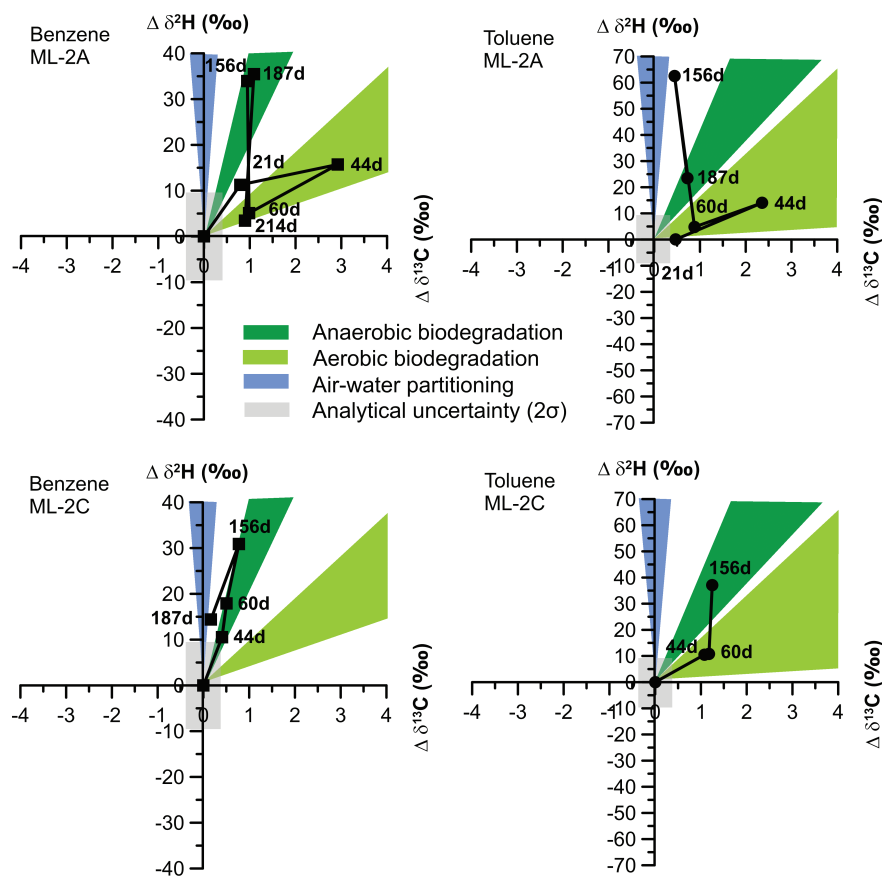 Benzene
ML-2A
Δ δ²H (‰)
40
30
20
10
0
-10
-20
-30
-40
-4 -3 -2 -1 0 1 2 3 4
Δ δ¹³C (‰)
156d
187d
21d
44d
60d
214d
Toluene
ML-2A
Δ δ²H (‰)
70
60
50
40
30
20
10
0
-10
-20
-30
-40
-50
-60
-70
-4 -3 -2 -1 0 1 2 3 4
Δ δ¹³C (‰)
156d
187d
60d
44d
21d
Anaerobic biodegradation
Aerobic biodegradation
Air-water partitioning
Analytical uncertainty (2σ)
Benzene
ML-2C
Δ δ²H (‰)
40
30
20
10
0
-10
-20
-30
-40
-4 -3 -2 -1 0 1 2 3 4
Δ δ¹³C (‰)
156d
60d
187d
44d
Toluene
ML-2C
Δ δ²H (‰)
70
60
50
40
30
20
10
0
-10
-20
-30
-40
-50
-60
-70
-4 -3 -2 -1 0 1 2 3 4
Δ δ¹³C (‰)
156d
44d
60d